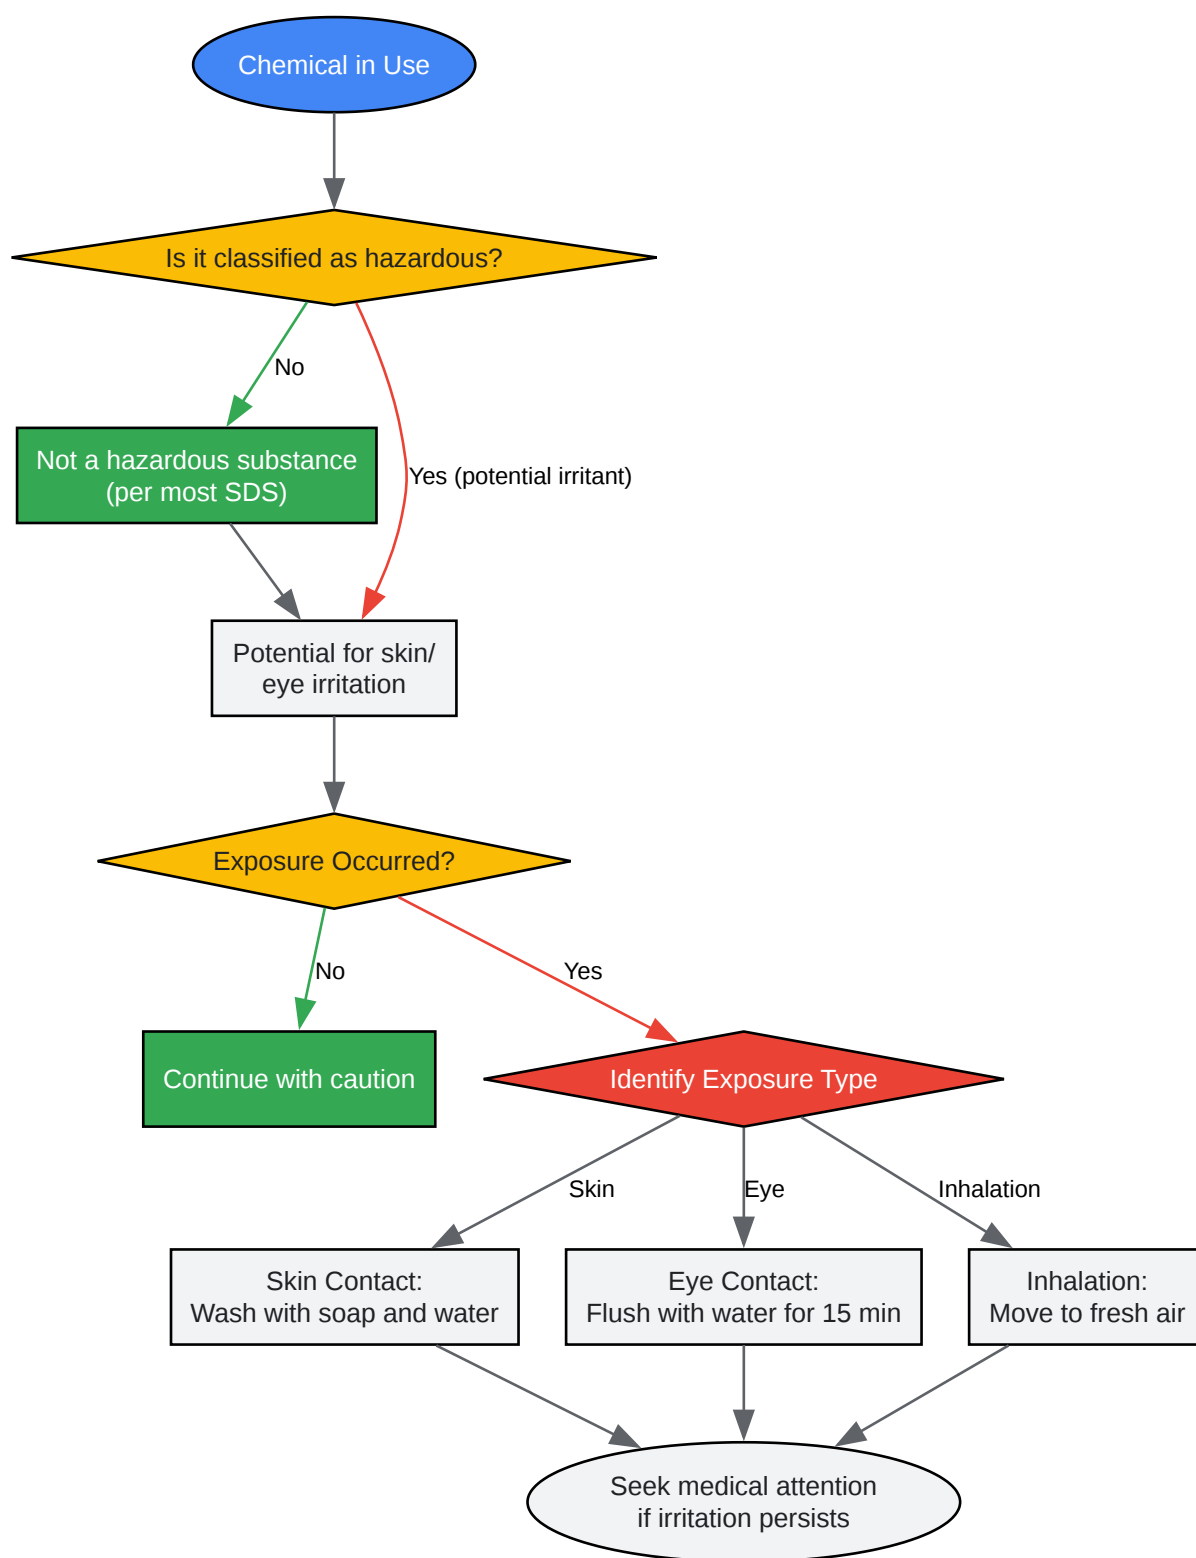 Chemical in Use
Is it classified as hazardous?
No
Not a hazardous substance
(per most SDS)
Yes (potential irritant)
Potential for skin/
eye irritation
Exposure Occurred?
No
Yes
Continue with caution
Identify Exposure Type
Skin
Eye
Inhalation
Skin Contact:
Wash with soap and water
Eye Contact:
Flush with water for 15 min
Inhalation:
Move to fresh air
Seek medical attention
if irritation persists